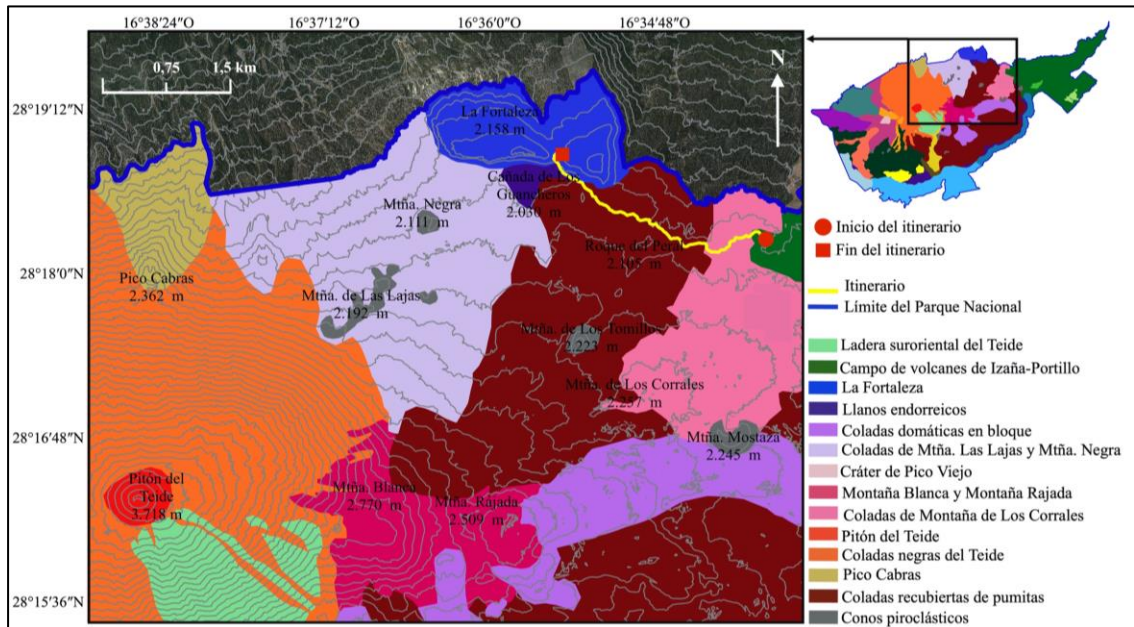 16°38'24"O
16°37'12"O
16°36'0"O
16°34'48"O
0,75
1,5 km
N
28°19'12"N
La Fortaleza
2.158 m
Cañada de Los
Guancheros
2.030 m
Mtña. Negra
2.111 m
Roque del Peral
2.105 m
28°18'0"N
Pico Cabras
2.362 m
Mtña. de Las Lajas
2.192 m
Mtña. de Los Tomillos
2.223 m
Mtña. de Los Corrales
2.257 m
28°16'48"N
Mtña. Mostaza
2.245 m
Pitón del
Teide
3.718 m
Mtña. Blanca
2.770 m
Mtña. Rajada
2.509 m
28°15'36"N
Inicio del itinerario
Fin del itinerario
Itinerario
Límite del Parque Nacional
Ladera suroriental del Teide
Campo de volcanes de Izaña-Portillo
La Fortaleza
Llanos endorreicos
Coladas domáticas en bloque
Coladas de Mtña. Las Lajas y Mtña. Negra
Cráter de Pico Viejo
Montaña Blanca y Montaña Rajada
Coladas de Montaña de Los Corrales
Pitón del Teide
Coladas negras del Teide
Pico Cabras
Coladas recubiertas de pumitas
Conos piroclásticos